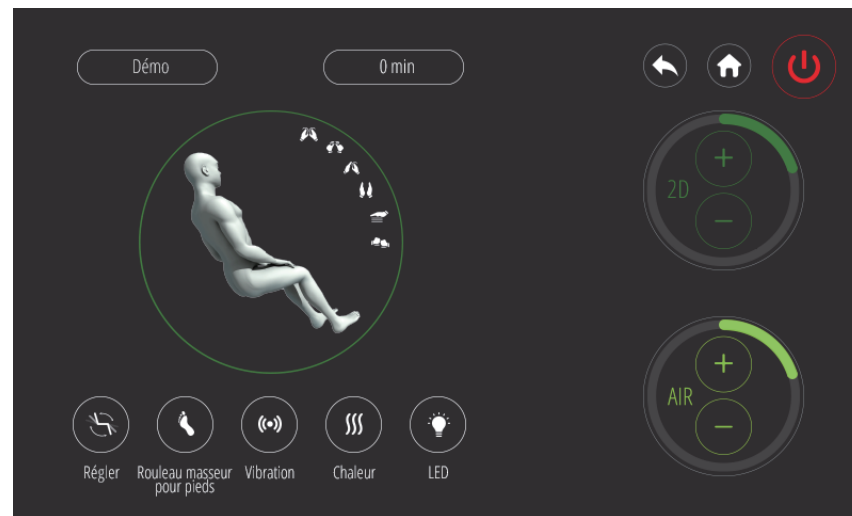 Démo
0 min
2D
+
−
AIR
+
−
Régler
Rouleau masseur
pour pieds
Vibration
Chaleur
LED